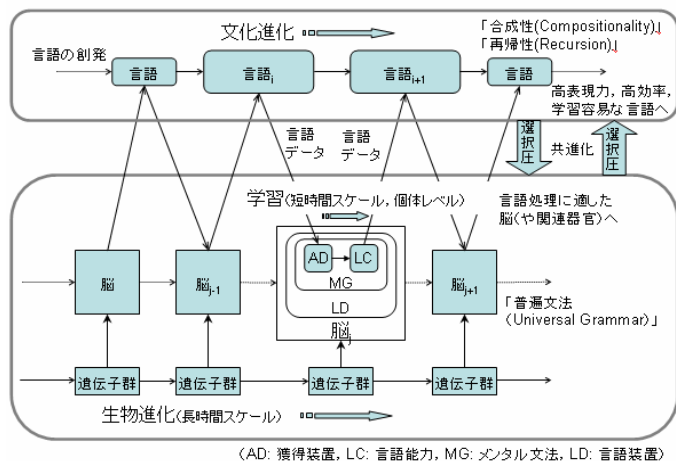 文化進化
「合成性(Compositionality)」
「再帰性(Recursion)」
言語の創発
言語
言語i
言語i+1
言語
高表現力, 高効率,
学習容易な言語へ
言語
データ
言語
データ
選択圧
共進化
選択圧
学習(短時間スケール, 個体レベル)
言語処理に適した
脳(や関連器官)へ
脳
脳j-1
AD
LC
MG
LD
脳j
脳j+1
「普遍文法
(Universal Grammar)」
遺伝子群
遺伝子群
遺伝子群
遺伝子群
生物進化(長時間スケール)
(AD: 獲得装置, LC: 言語能力, MG: メンタル文法, LD: 言語装置)